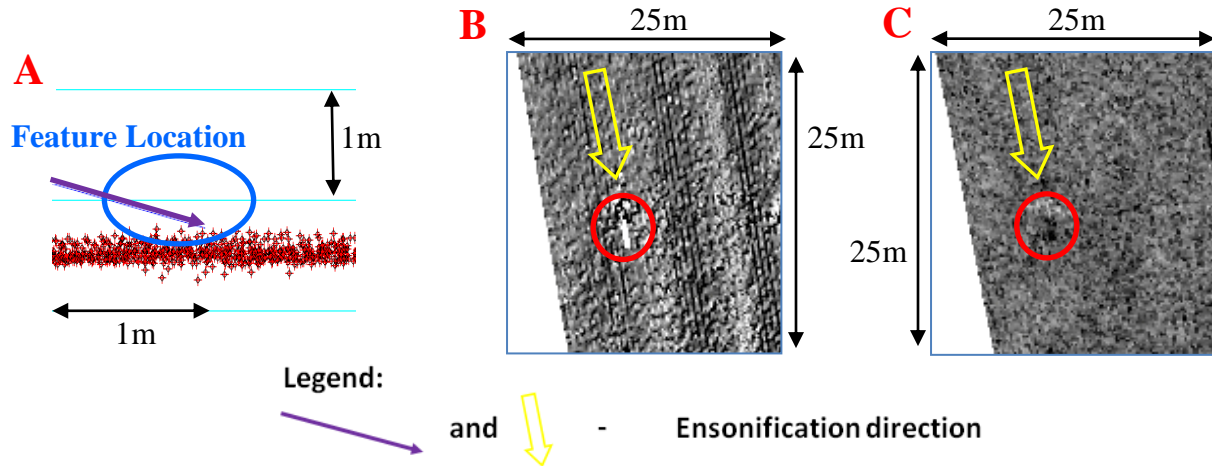 A
Feature Location
1m
1m
B
25m
25m
C
25m
25m
Legend:
and - Ensonification direction